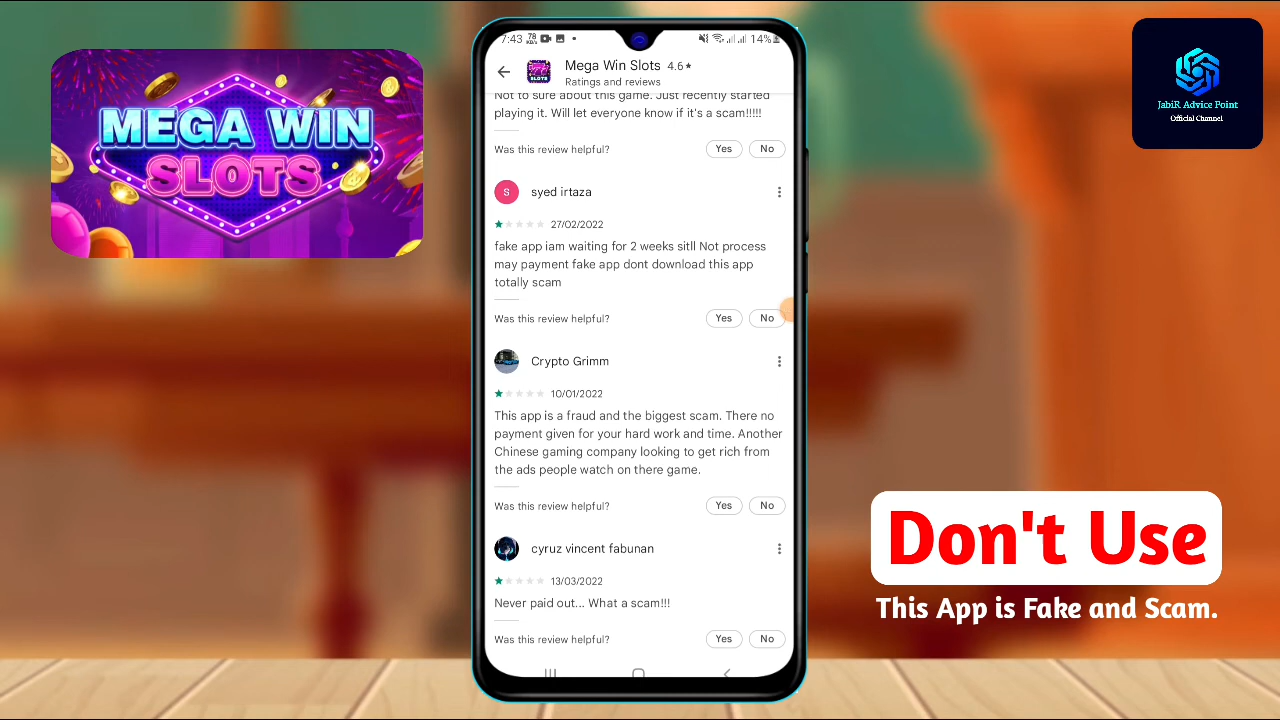 MEGA WIN
SLOTS
7:43 78 KB/s 14%
Mega Win Slots 4.6★
Ratings and reviews
Not to sure about this game. Just recently started
playing it. Will let everyone know if it's a scam!!!!!
Was this review helpful? Yes No
S syed irtaza
27/02/2022
fake app iam waiting for 2 weeks sitll Not process
may payment fake app dont download this app
totally scam
Was this review helpful? Yes No
Crypto Grimm
10/01/2022
This app is a fraud and the biggest scam. There no
payment given for your hard work and time. Another
Chinese gaming company looking to get rich from
the ads people watch on there game.
Was this review helpful? Yes No
cyruz vincent fabunan
13/03/2022
Never paid out... What a scam!!!
Was this review helpful? Yes No
JabiR Advice Point
Official Channel
Don't Use
This App is Fake and Scam.